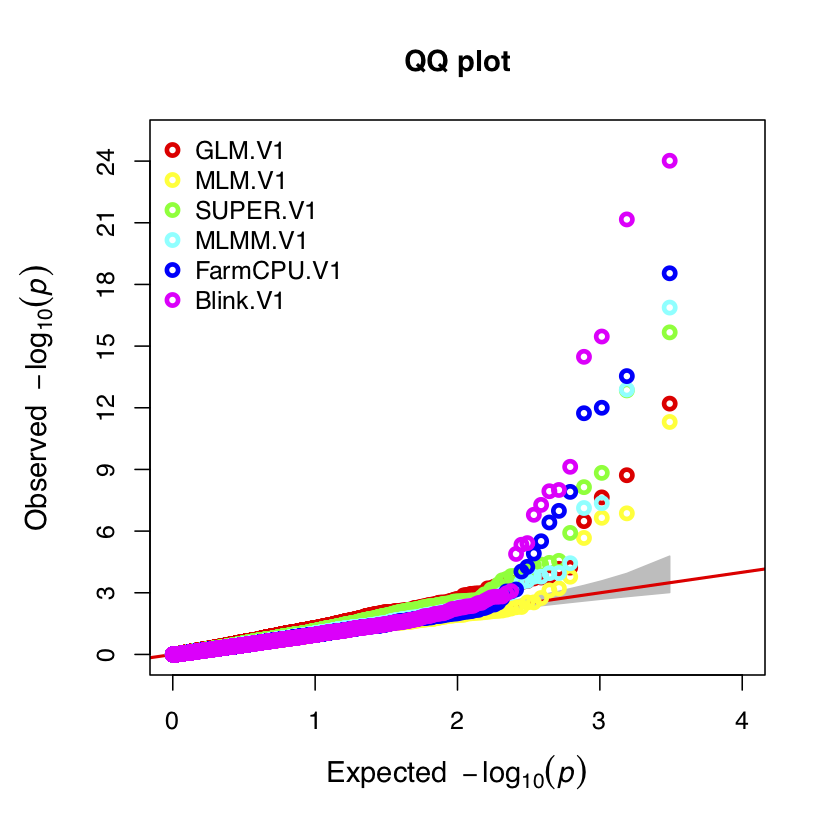 QQ plot
GLM.V1
MLM.V1
SUPER.V1
MLMM.V1
FarmCPU.V1
Blink.V1
24
21
18
15
12
9
6
3
0
Observed −log₁₀(p)
0 1 2 3 4
Expected −log₁₀(p)